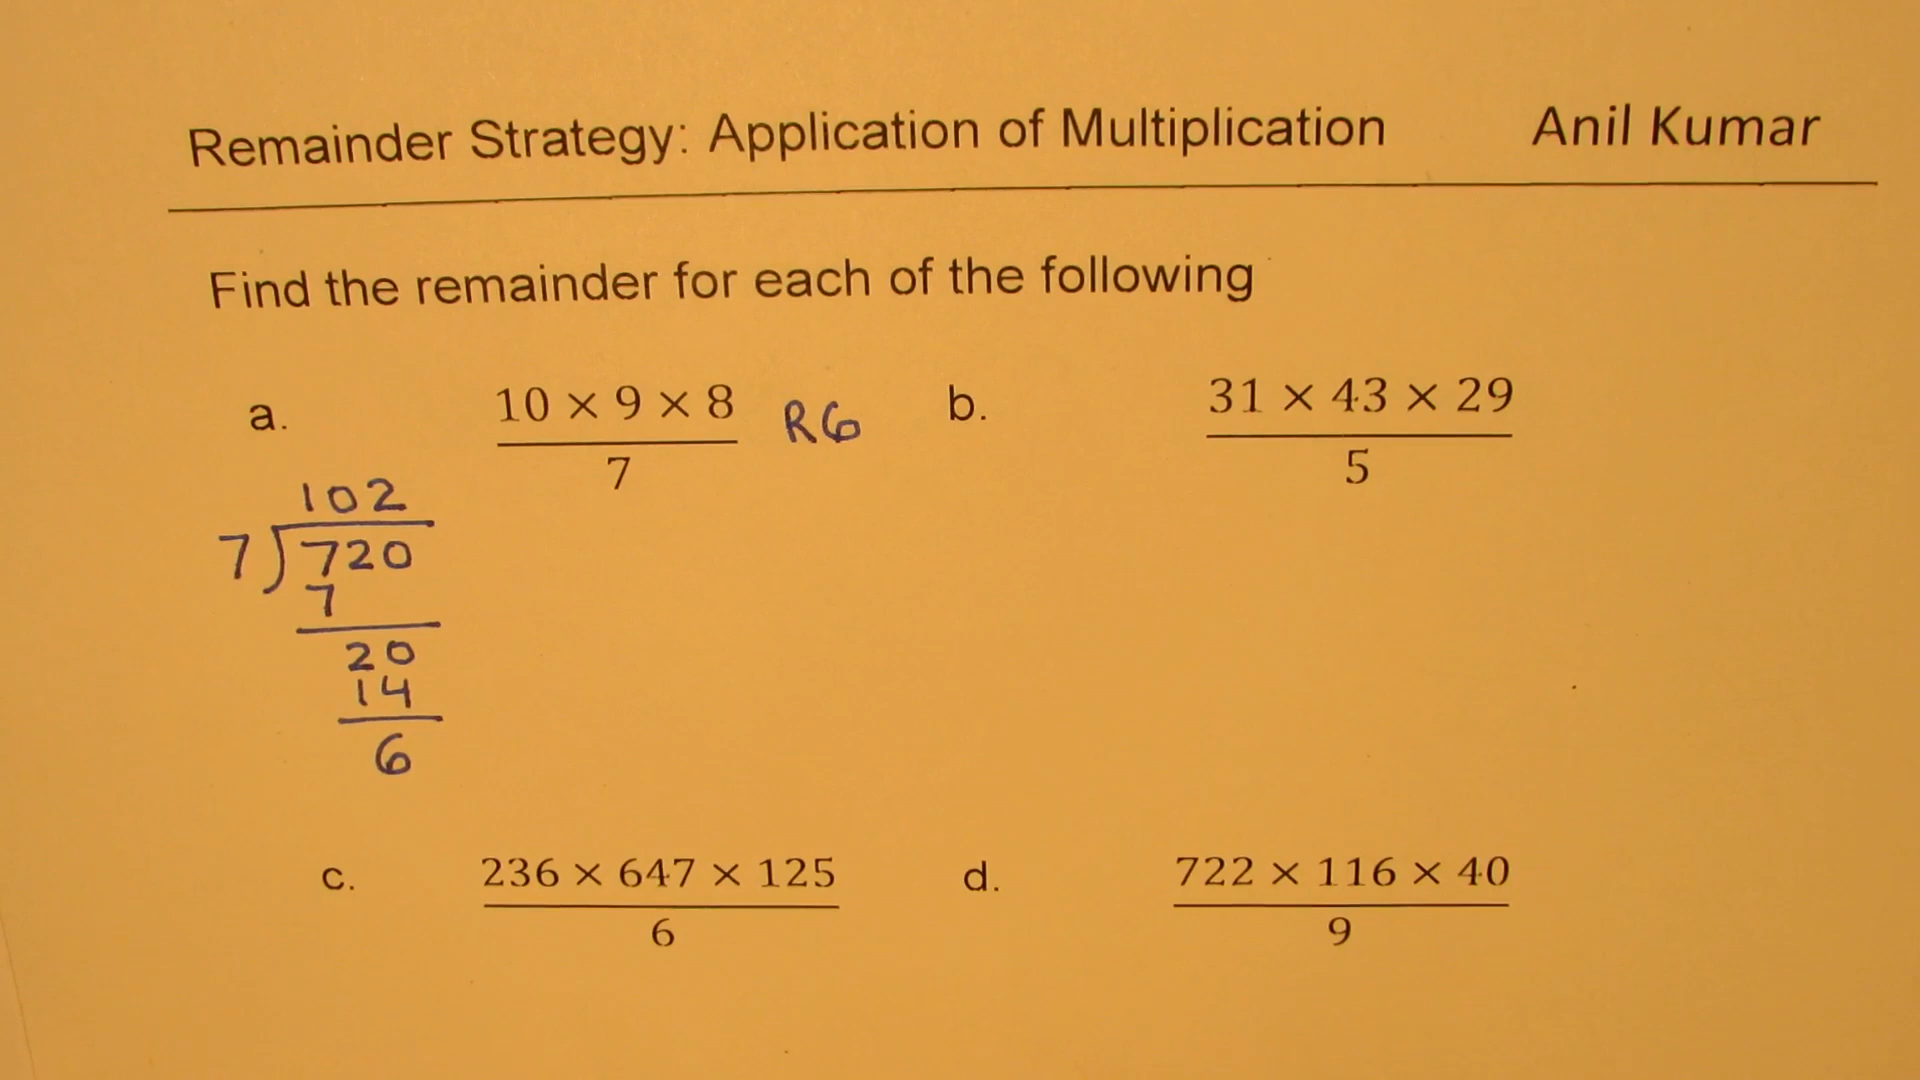 Remainder Strategy: Application of Multiplication Anil Kumar
Find the remainder for each of the following
a. 10 × 9 × 8 R6 b. 31 × 43 × 29
7 5
102
7 720
7
20
14
6
c. 236 × 647 × 125 d. 722 × 116 × 40
6 9